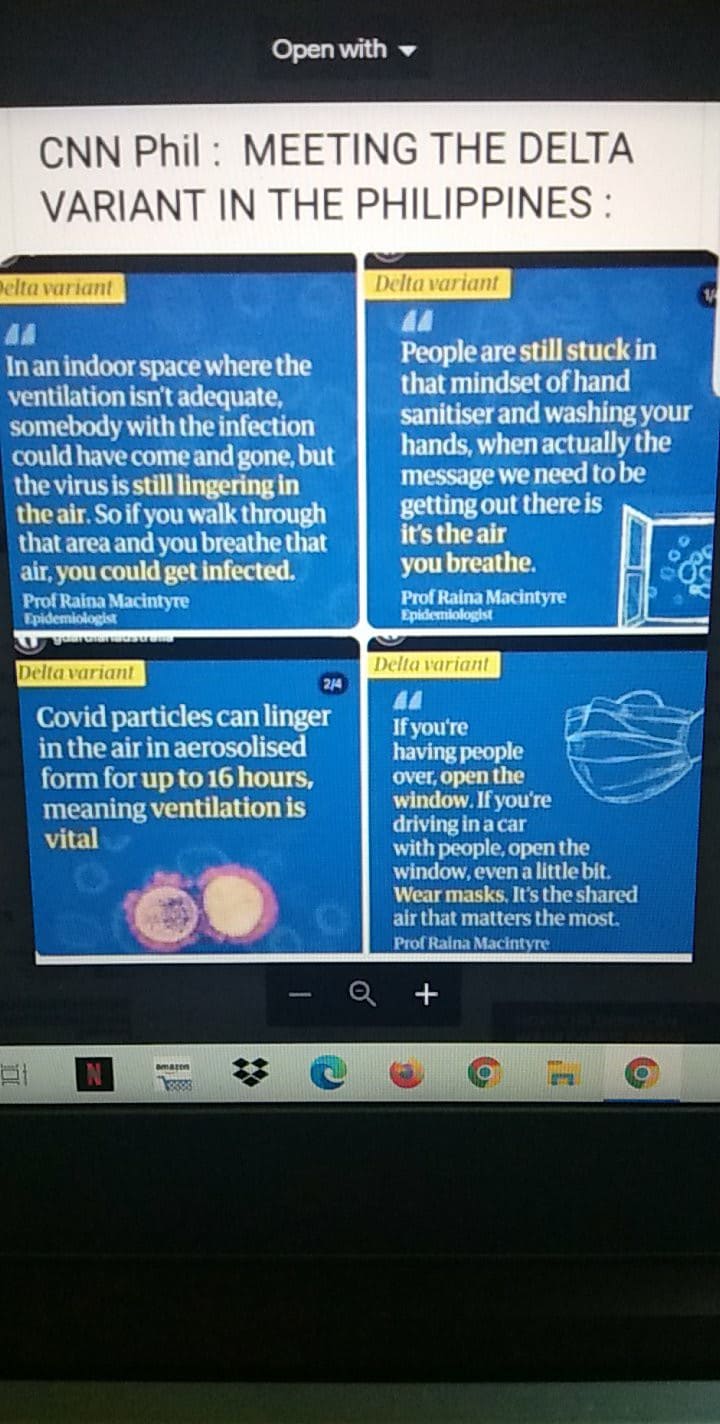 Open with
CNN Phil : MEETING THE DELTA
VARIANT IN THE PHILIPPINES :
Delta variant
In an indoor space where the
ventilation isn't adequate,
somebody with the infection
could have come and gone, but
the virus is still lingering in
the air. So if you walk through
that area and you breathe that
air, you could get infected.
Prof Raina Macintyre
Epidemiologist
Delta variant
People are still stuck in
that mindset of hand
sanitiser and washing your
hands, when actually the
message we need to be
getting out there is
it's the air
you breathe.
Prof Raina Macintyre
Epidemiologist
Delta variant
2/4
Covid particles can linger
in the air in aerosolised
form for up to 16 hours,
meaning ventilation is
vital
Delta variant
If you're
having people
over, open the
window. If you're
driving in a car
with people, open the
window, even a little bit.
Wear masks. It's the shared
air that matters the most.
Prof Raina Macintyre
N
amazon